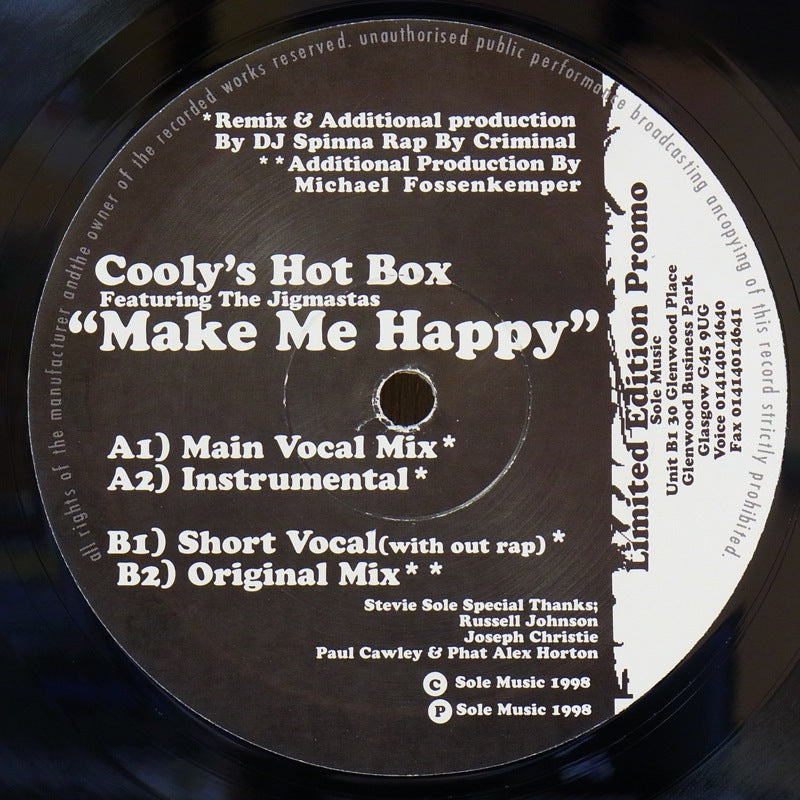 all rights of the manufacturer andthe owner of the recorded works reserved. unauthorised public performance broadcasting ancopying of this record strictly prohibited.
*Remix & Additional production
By DJ Spinna Rap By Criminal
**Additional Production By
Michael Fossenkemper
Cooly's Hot Box
Featuring The Jigmastas
“Make Me Happy”
A1) Main Vocal Mix*
A2) Instrumental*
B1) Short Vocal(with out rap)*
B2) Original Mix**
Stevie Sole Special Thanks;
Russell Johnson
Joseph Christie
Paul Cawley & Phat Alex Horton
C Sole Music 1998
P Sole Music 1998
Limited Edition Promo
Sole Music
Unit B1 30 Glenwood Place
Glenwood Business Park
Glasgow G45 9UG
Voice 01414014640
Fax 01414014641